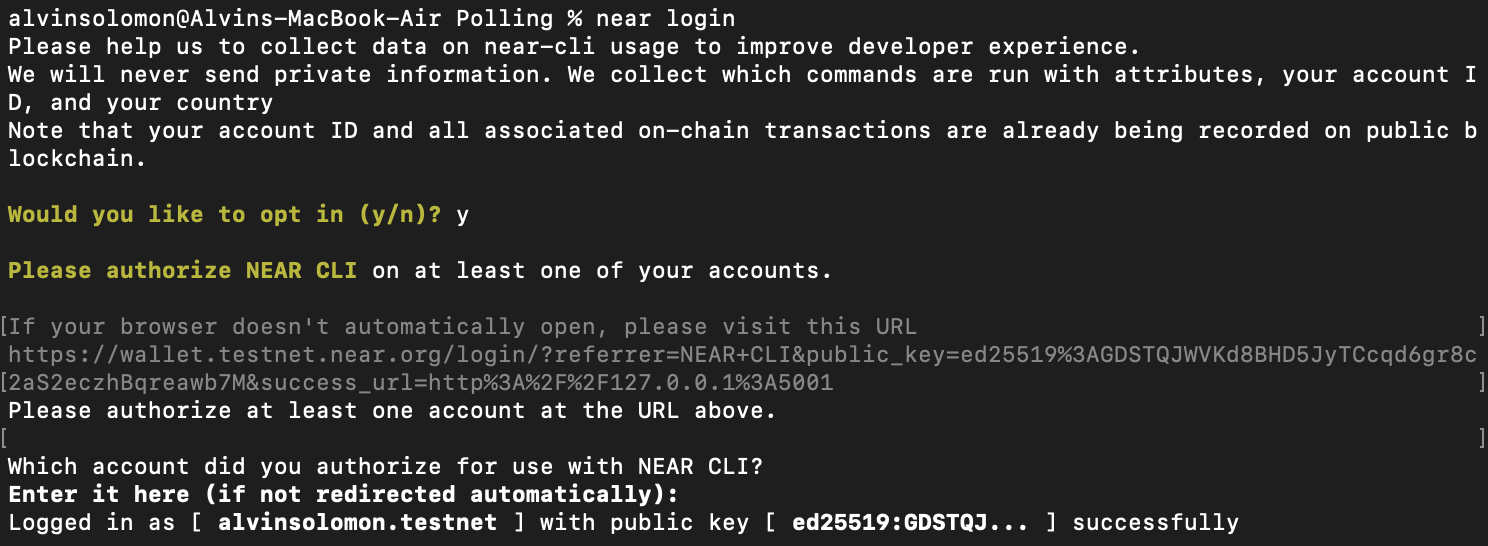 alvinsolomon@Alvins-MacBook-Air Polling % near login
Please help us to collect data on near-cli usage to improve developer experience.
We will never send private information. We collect which commands are run with attributes, your account I
D, and your country
Note that your account ID and all associated on-chain transactions are already being recorded on public b
lockchain.
Would you like to opt in (y/n)? y
Please authorize NEAR CLI on at least one of your accounts.
[If your browser doesn't automatically open, please visit this URL ]
https://wallet.testnet.near.org/login/?referrer=NEAR+CLI&public_key=ed25519%3AGDSTQJWVKd8BHD5JyTCcqd6gr8c
[2aS2eczhBqreawb7M&success_url=http%3A%2F%2F127.0.0.1%3A5001 ]
Please authorize at least one account at the URL above.
[ ]
Which account did you authorize for use with NEAR CLI?
Enter it here (if not redirected automatically):
Logged in as [ alvinsolomon.testnet ] with public key [ ed25519:GDSTQJ... ] successfully